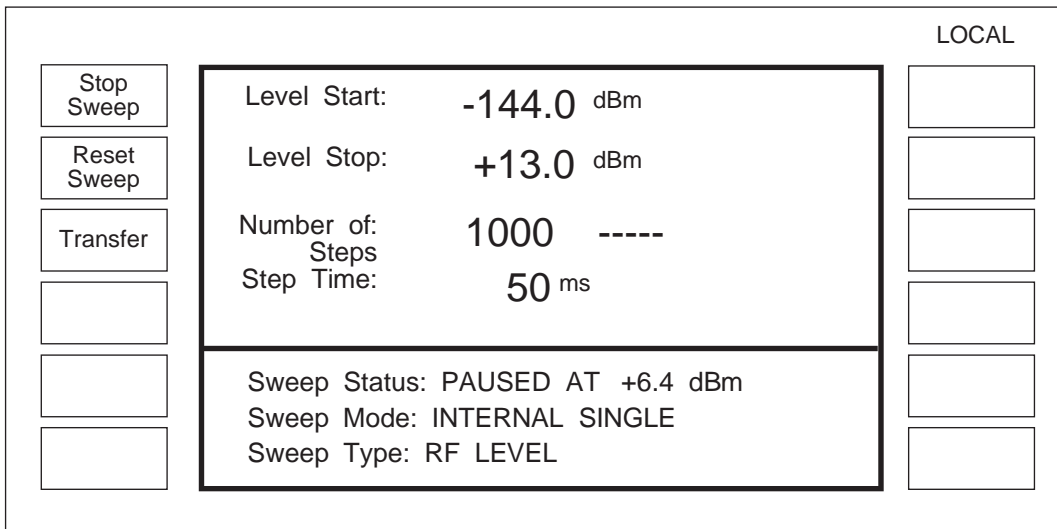 LOCAL
Stop
Sweep
Reset
Sweep
Transfer
Level Start: -144.0 dBm
Level Stop: +13.0 dBm
Number of: 1000 -----
Steps
Step Time: 50 ms
Sweep Status: PAUSED AT +6.4 dBm
Sweep Mode: INTERNAL SINGLE
Sweep Type: RF LEVEL